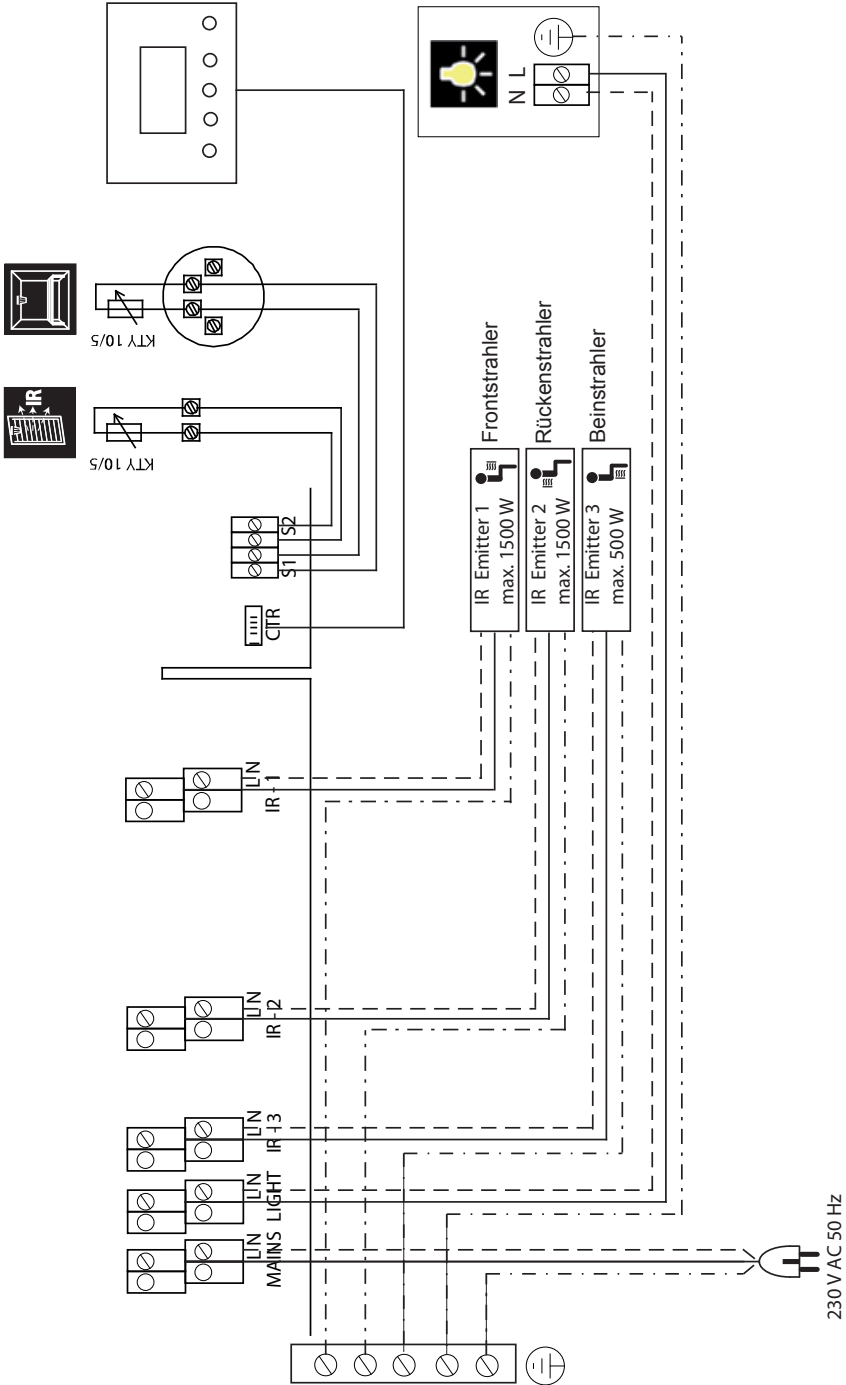 N L
IR
KTY 10/5
KTY 10/5
S1
S2
CTR
IR Emitter 1
max. 1500 W
Frontstrahler
IR Emitter 2
max. 1500 W
Rückenstrahler
IR Emitter 3
max. 500 W
Beinstrahler
L N
IR - 1
L N
IR - 2
L N
IR - 3
L N
LIGHT
L N
MAINS
230 V AC 50 Hz